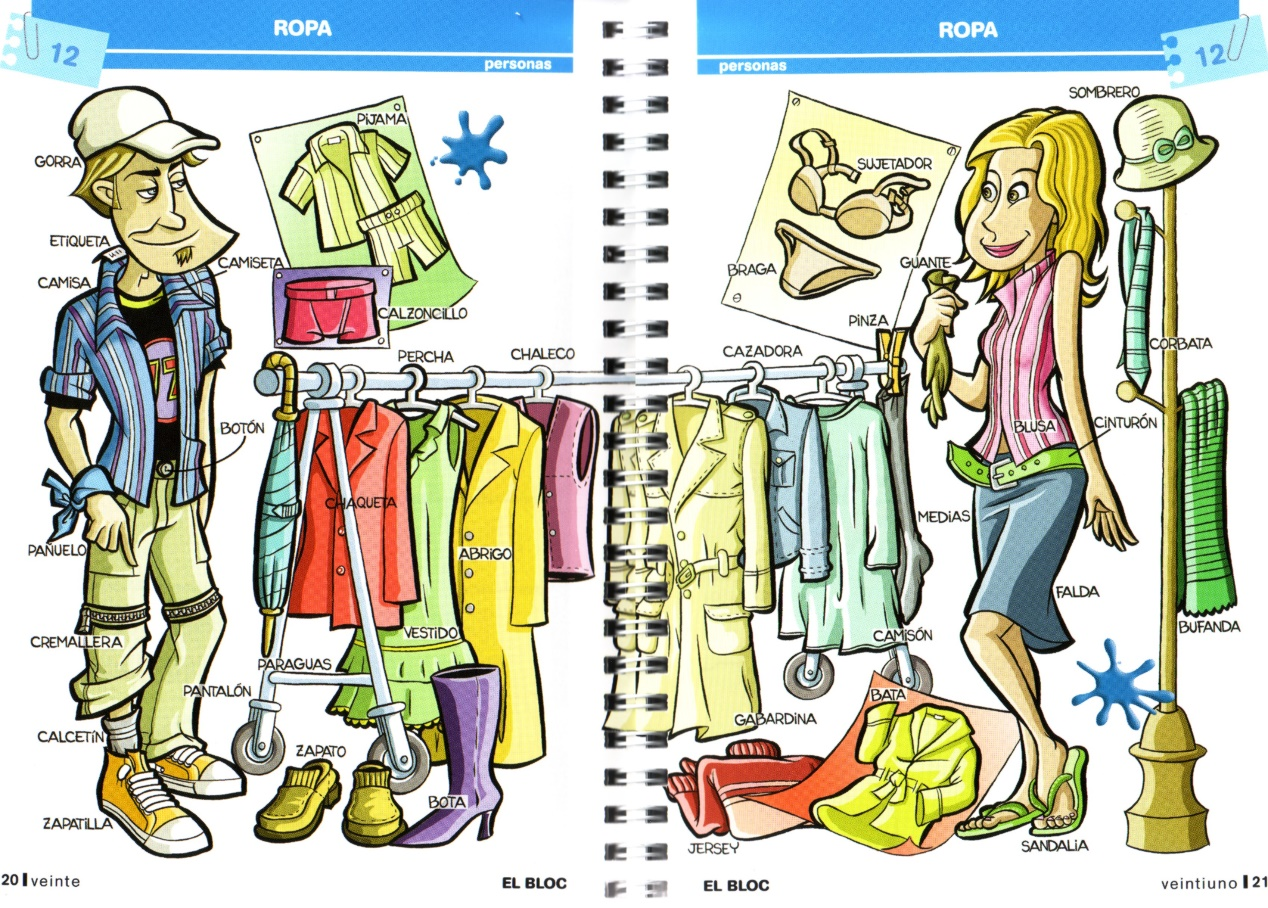 ROPA
12
personas
PIJAMA
GORRA
ETIQUETA
CAMISETA
CAMISA
CALZONCILLO
PERCHA
CHALECO
BOTÓN
CHAQUETA
PAÑUELO
ABRIGO
CREMALLERA
VESTIDO
PARAGUAS
PANTALÓN
CALCETÍN
ZAPATO
BOTA
ZAPATILLA
20 veinte
EL BLOC
ROPA
12
personas
SOMBRERO
SUJETADOR
GUANTE
BRAGA
PINZA
CORBATA
CAZADORA
BLUSA
CINTURÓN
MEDIAS
FALDA
BUFANDA
CAMISÓN
BATA
GABARDINA
JERSEY
SANDALIA
EL BLOC
veintiuno 21